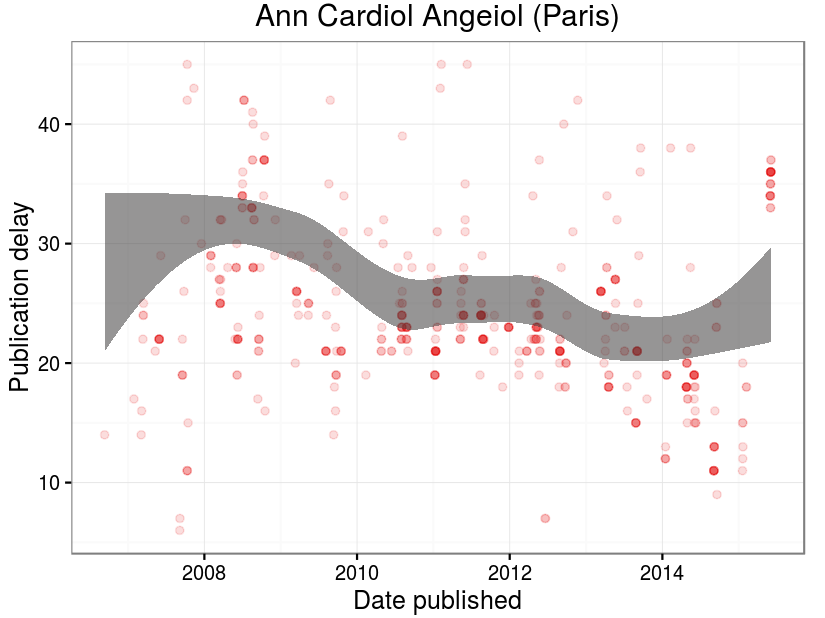 Ann Cardiol Angeiol (Paris)
Publication delay
40
30
20
10
2008 2010 2012 2014
Date published